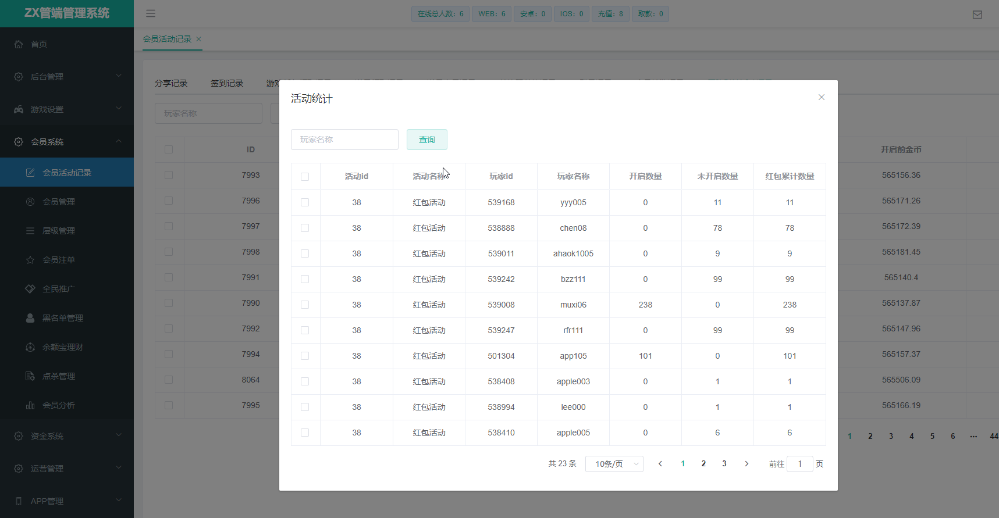 ZX管端管理系统
在线总人数：6 WEB：6 安卓：0 IOS：0 充值：8 取款：0
首页
后台管理
游戏设置
会员系统
会员活动记录
会员管理
层级管理
会员注单
全民推广
黑名单管理
余额宝理财
点杀管理
会员分析
资金系统
运营管理
APP管理
会员活动记录
分享记录 签到记录
玩家名称
ID 开启前金币
7993 565156.36
7996 565171.26
7997 565172.39
7998 565181.45
7991 565140.4
7990 565137.87
7992 565147.96
7994 565157.37
8064 565506.09
7995 565166.19
1 2 3 4 5 6 ••• 44
活动统计
玩家名称 查询
活动id 活动名称 玩家id 玩家名称 开启数量 未开启数量 红包累计数量
38 红包活动 539168 yyy005 0 11 11
38 红包活动 538888 chen08 0 78 78
38 红包活动 539011 ahaok1005 0 9 9
38 红包活动 539242 bzz111 0 99 99
38 红包活动 539008 muxi06 238 0 238
38 红包活动 539247 rfr111 0 99 99
38 红包活动 501304 app105 101 0 101
38 红包活动 538408 apple003 0 1 1
38 红包活动 538994 lee000 0 1 1
38 红包活动 538410 apple005 0 6 6
共 23 条 10条/页 1 2 3 前往 1 页